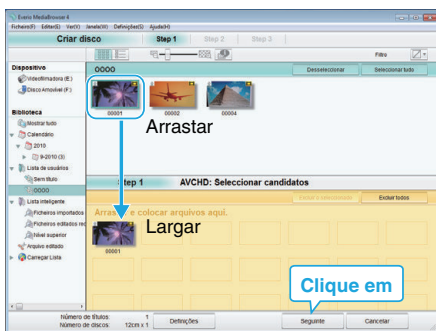 Everio MediaBrowser 4
Ficheiro(F) Editar(E) Ver(V) Janela(W) Definições(S) Ajuda(H)
Criar disco
Step 1
Step 2
Step 3
Filtro
Dispositivo
Videofilmadora (E:)
Disco Amovível (F:)
Biblioteca
Mostrar tudo
Calendário
2010
9-2010 (3)
Lista de usuários
Sem título
OOOO
Lista inteligente
Ficheiros importados
Ficheiros editados rec
Nível superior
Arquivo editado
Carregar Lista
OOOO
Desseleccionar
Seleccionar tudo
00001
00002
00004
Arrastar
Step 1
AVCHD: Seleccionar candidatos
Excluir todos
Arrastar e colocar arquivos aqui.
Largar
00001
Clique em
Número de títulos: 1
Número de discos: 12cm x 1
Definições
Seguinte
Cancelar